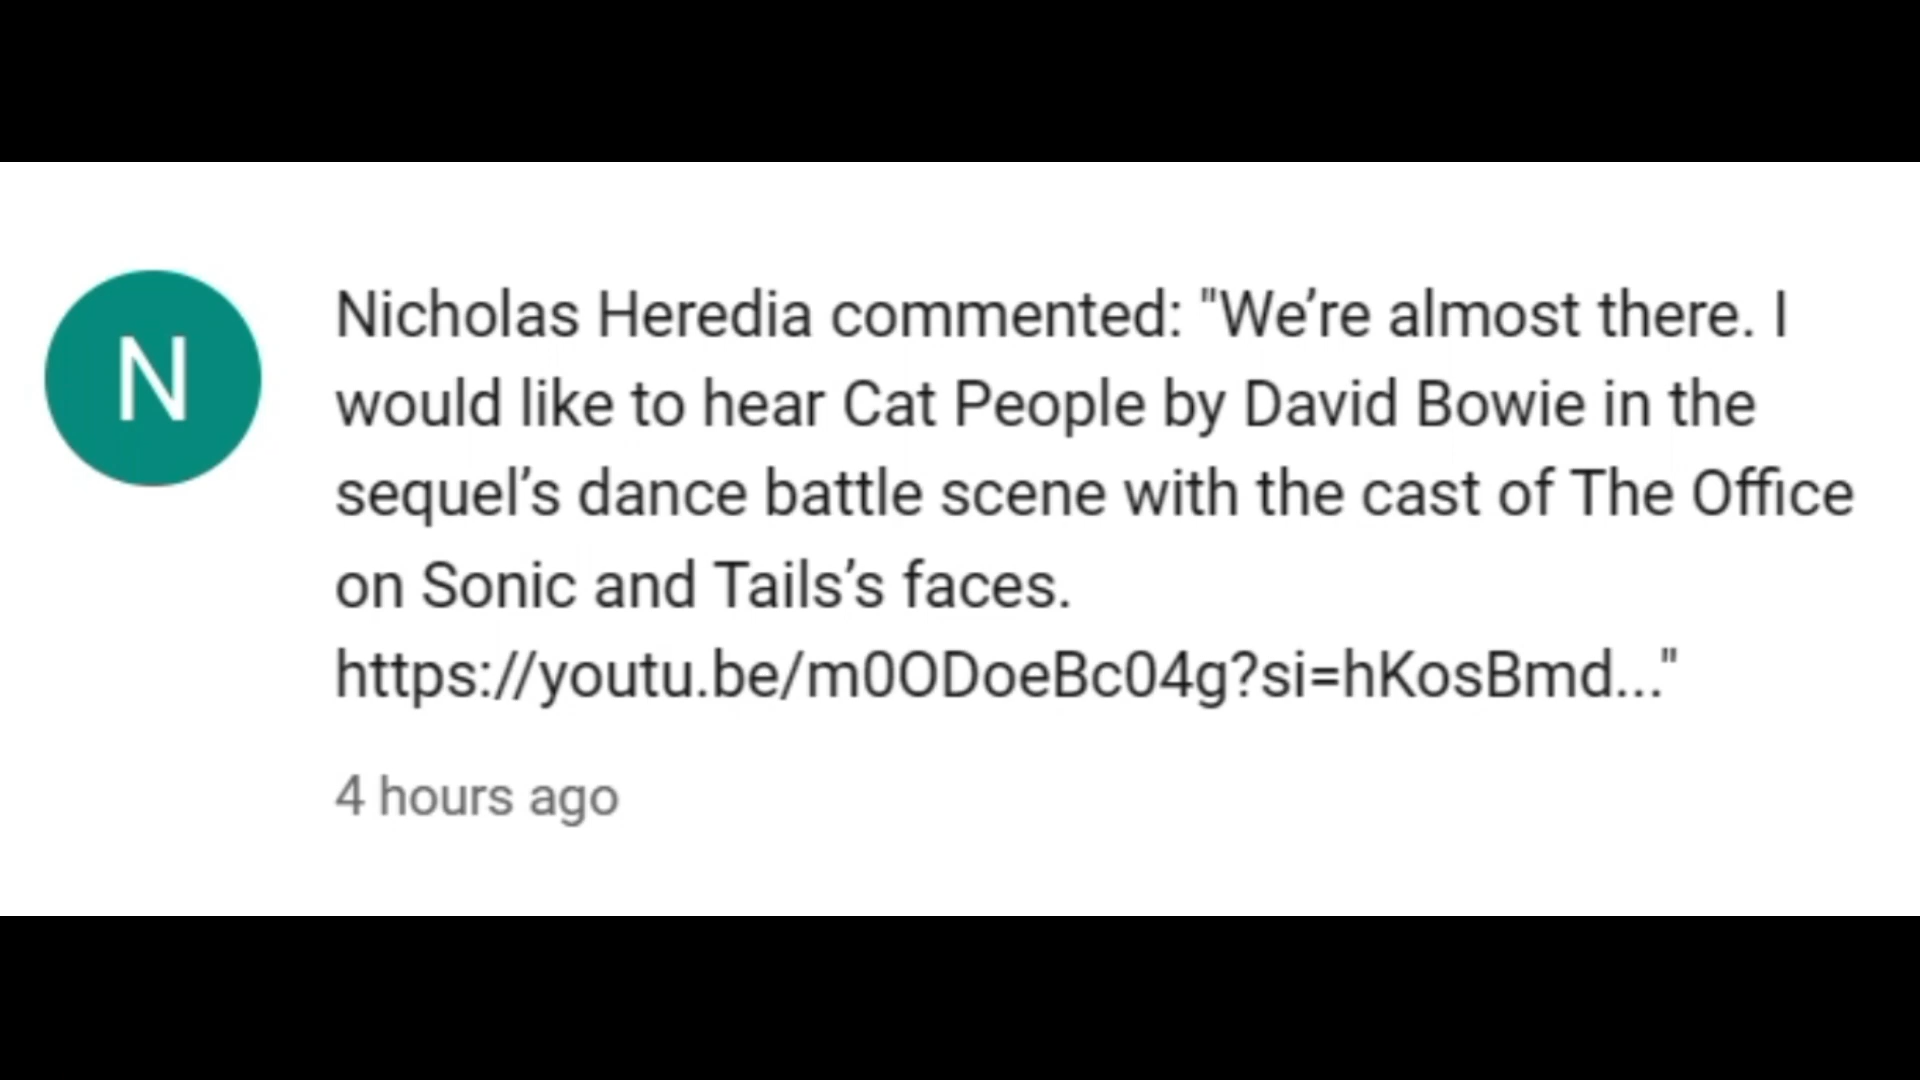 N
Nicholas Heredia commented: "We’re almost there. I
would like to hear Cat People by David Bowie in the
sequel’s dance battle scene with the cast of The Office
on Sonic and Tails’s faces.
https://youtu.be/m0ODoeBc04g?si=hKosBmd..."
4 hours ago